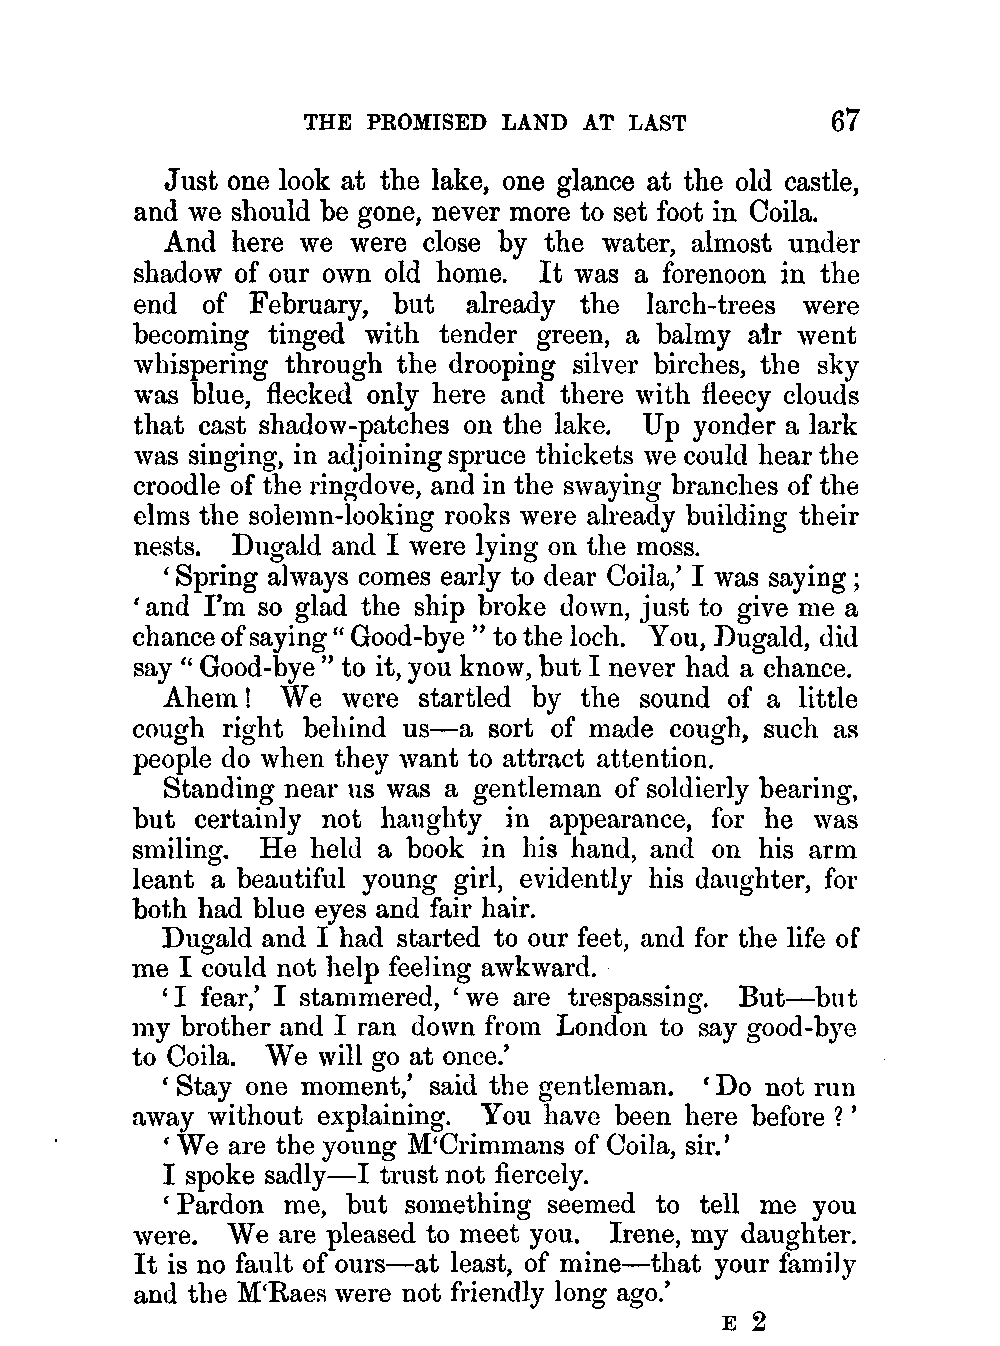 THE PROMISED LAND AT LAST 67
Just one look at the lake, one glance at the old castle,
and we should be gone, never more to set foot in Coila.
And here we were close by the water, almost under
shadow of our own old home. It was a forenoon in the
end of February, but already the larch-trees were
becoming tinged with tender green, a balmy air went
whispering through the drooping silver birches, the sky
was blue, flecked only here and there with fleecy clouds
that cast shadow-patches on the lake. Up yonder a lark
was singing, in adjoining spruce thickets we could hear the
croodle of the ringdove, and in the swaying branches of the
elms the solemn-looking rooks were already building their
nests. Dugald and I were lying on the moss.
‘Spring always comes early to dear Coila,’ I was saying;
‘and I’m so glad the ship broke down, just to give me a
chance of saying “Good-bye” to the loch. You, Dugald, did
say “Good-bye” to it, you know, but I never had a chance.
Ahem! We were startled by the sound of a little
cough right behind us—a sort of made cough, such as
people do when they want to attract attention.
Standing near us was a gentleman of soldierly bearing,
but certainly not haughty in appearance, for he was
smiling. He held a book in his hand, and on his arm
leant a beautiful young girl, evidently his daughter, for
both had blue eyes and fair hair.
Dugald and I had started to our feet, and for the life of
me I could not help feeling awkward.
‘I fear,’ I stammered, ‘we are trespassing. But—but
my brother and I ran down from London to say good-bye
to Coila. We will go at once.’
‘Stay one moment,’ said the gentleman. ‘Do not run
away without explaining. You have been here before?’
‘We are the young M‘Crimmans of Coila, sir.’
I spoke sadly—I trust not fiercely.
‘Pardon me, but something seemed to tell me you
were. We are pleased to meet you. Irene, my daughter.
It is no fault of ours—at least, of mine—that your family
and the M‘Raes were not friendly long ago.’
E 2